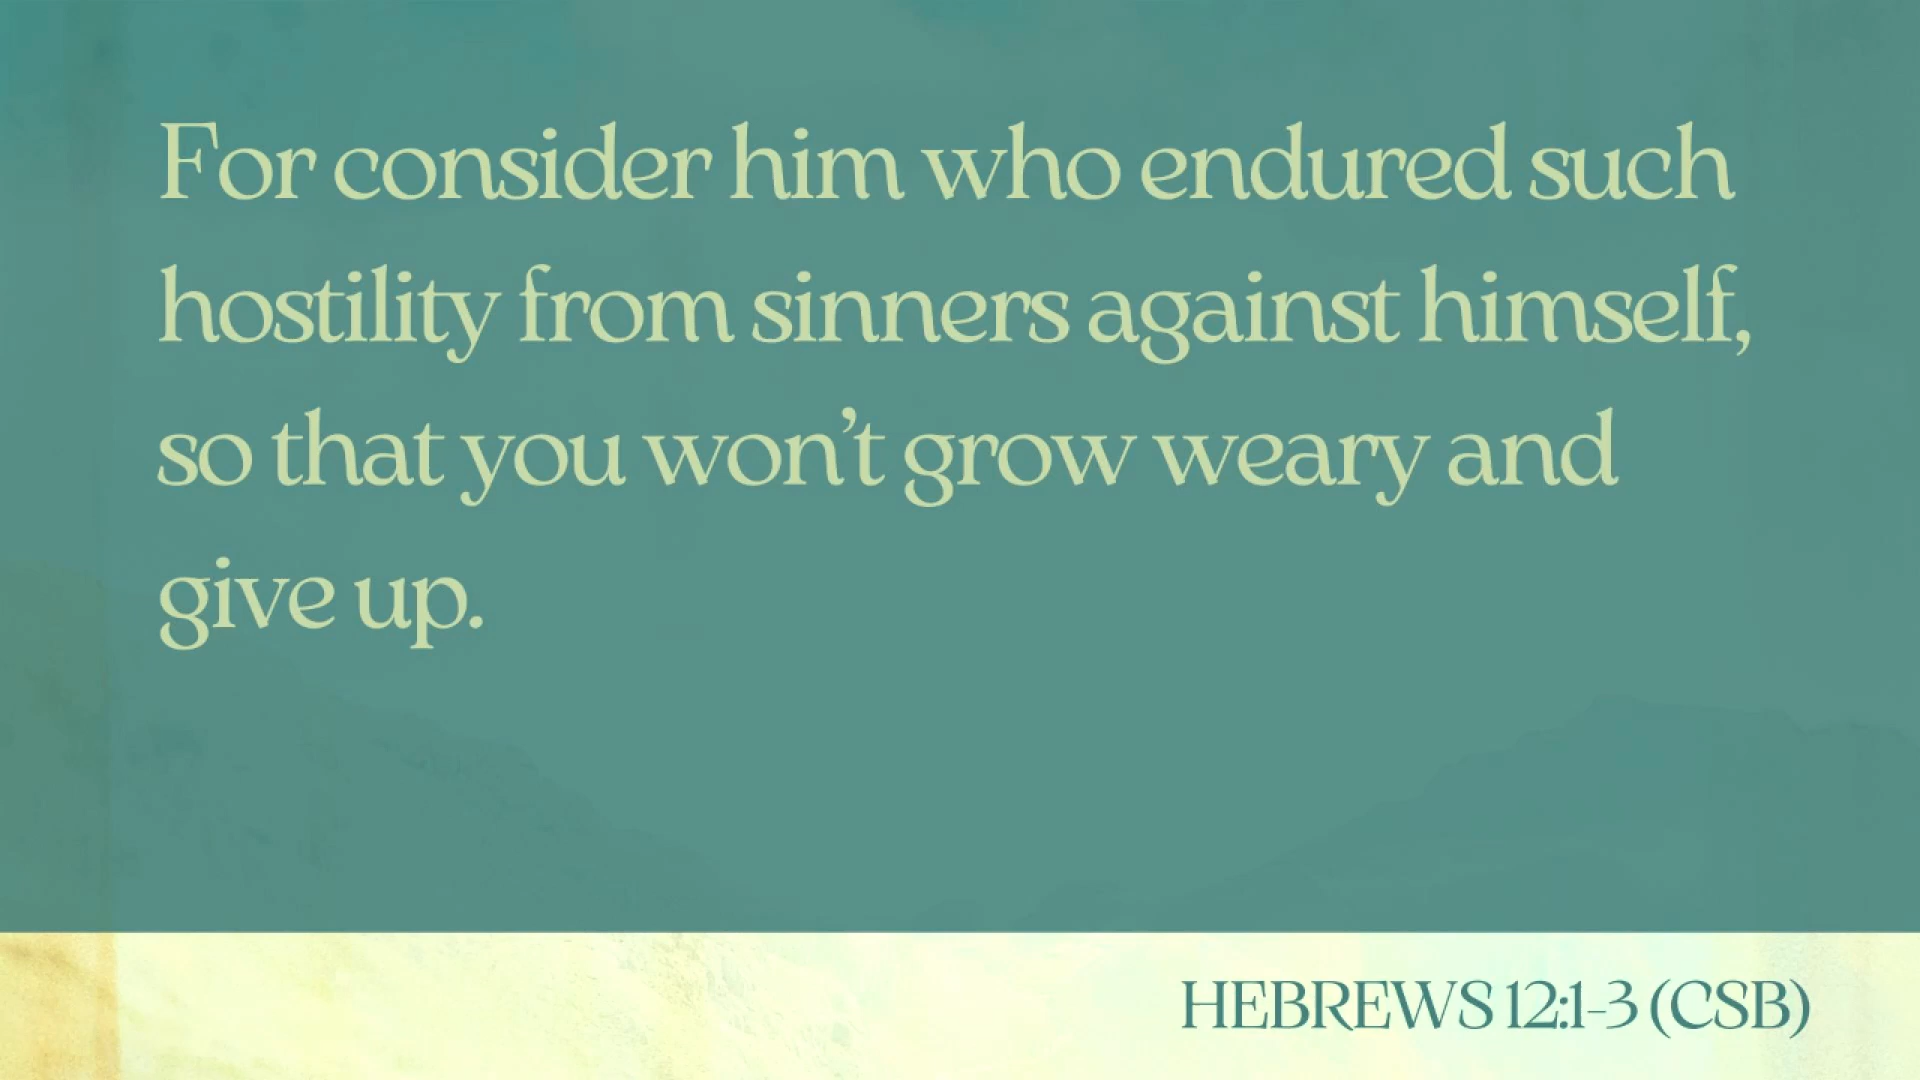 For consider him who endured such
hostility from sinners against himself,
so that you won’t grow weary and
give up.
HEBREWS 12:1-3 (CSB)